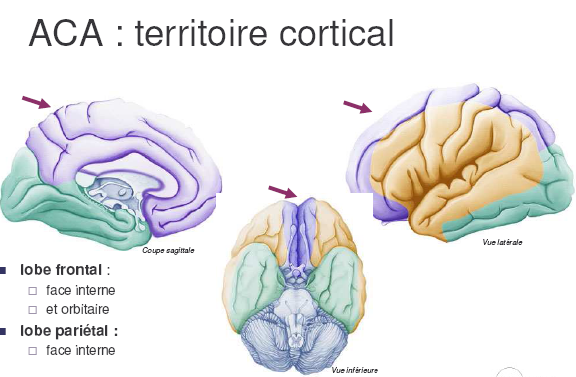 ACA : territoire cortical
Coupe sagittale
Vue latérale
lobe frontal :
face interne
et orbitaire
lobe pariétal :
face interne
Vue inférieure